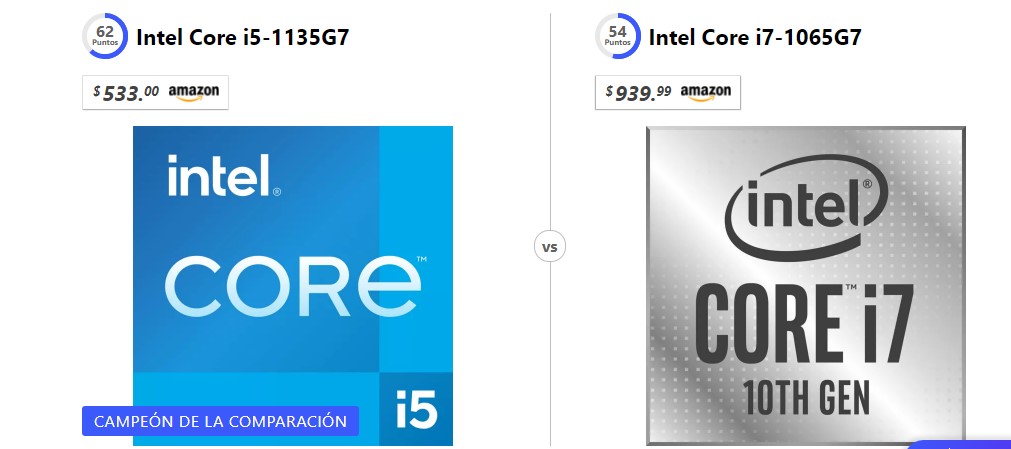 62
Puntos
Intel Core i5-1135G7
$ 533.00 amazon
intel®
CORE™
i5
CAMPEÓN DE LA COMPARACIÓN
vs
54
Puntos
Intel Core i7-1065G7
$ 939.99 amazon
intel®
CORE™ i7
10TH GEN